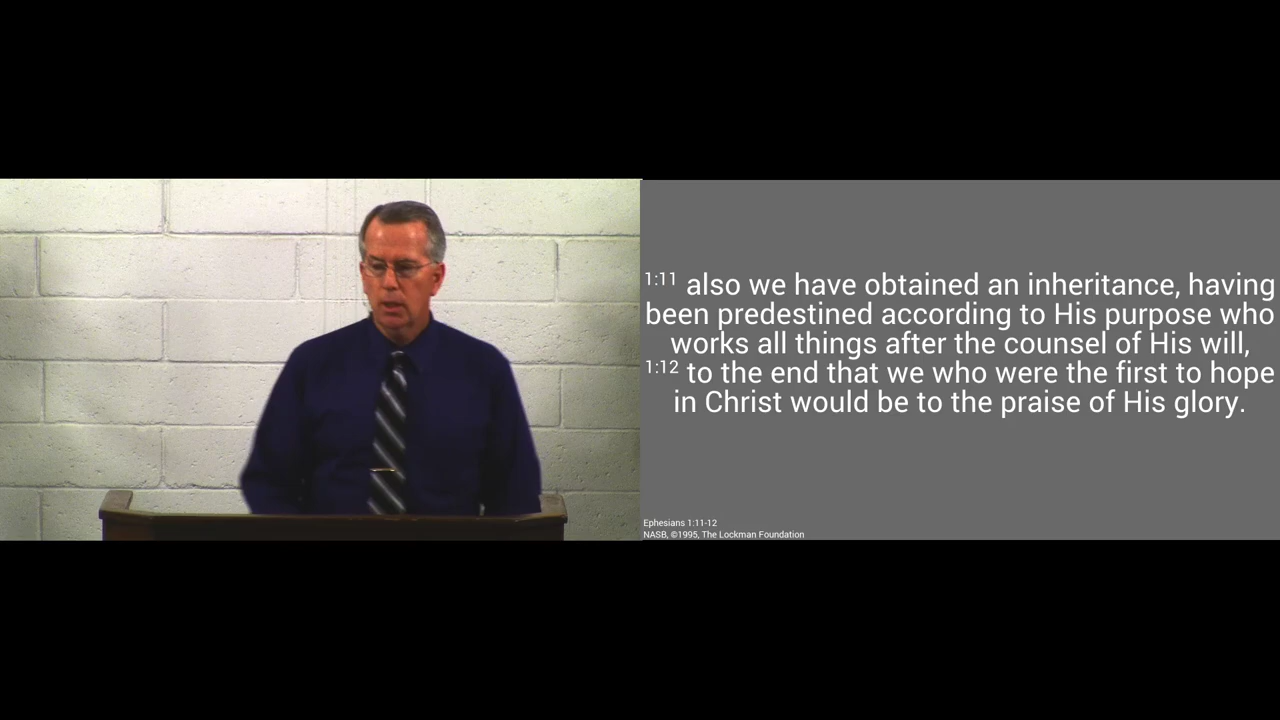 1:11 also we have obtained an inheritance, having
been predestined according to His purpose who
works all things after the counsel of His will,
1:12 to the end that we who were the first to hope
in Christ would be to the praise of His glory.
Ephesians 1:11-12
NASB, ©1995, The Lockman Foundation